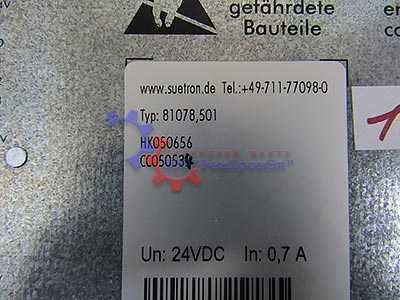 gefährdete
Bauteile
www.suetron.de Tel.:+49-711-77098-0
Typ: 81078,501
HK050656
Un: 24VDC In: 0,7 A